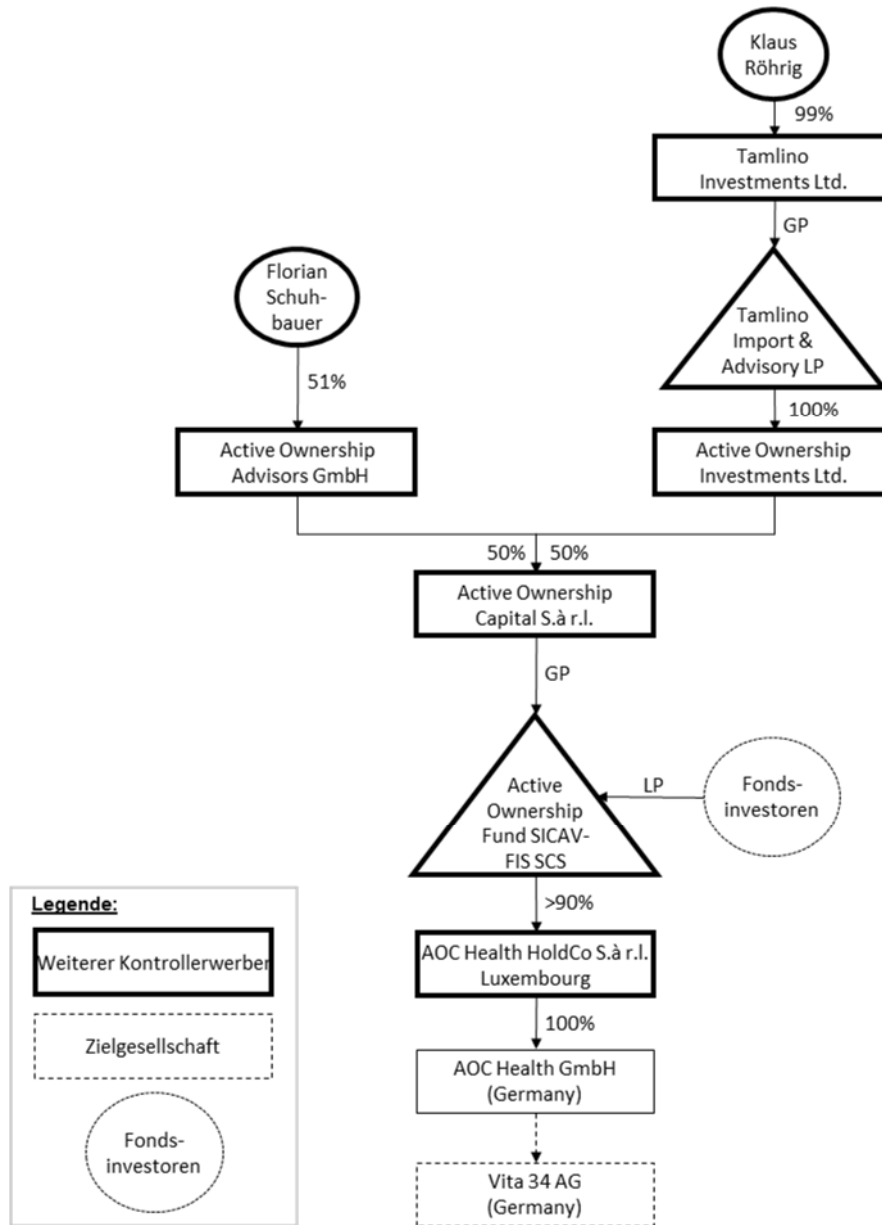 Klaus
Röhrig
99%
Tamlino
Investments Ltd.
GP
Florian
Schuh-
bauer
Tamlino
Import &
Advisory LP
51%
100%
Active Ownership
Advisors GmbH
Active Ownership
Investments Ltd.
50% 50%
Active Ownership
Capital S.à r.l.
GP
Active
Ownership
Fund SICAV-
FIS SCS
LP
Fonds-
investoren
>90%
AOC Health HoldCo S.à r.l.
Luxembourg
100%
AOC Health GmbH
(Germany)
Vita 34 AG
(Germany)
Legende:
Weiterer Kontrollerwerber
Zielgesellschaft
Fonds-
investoren